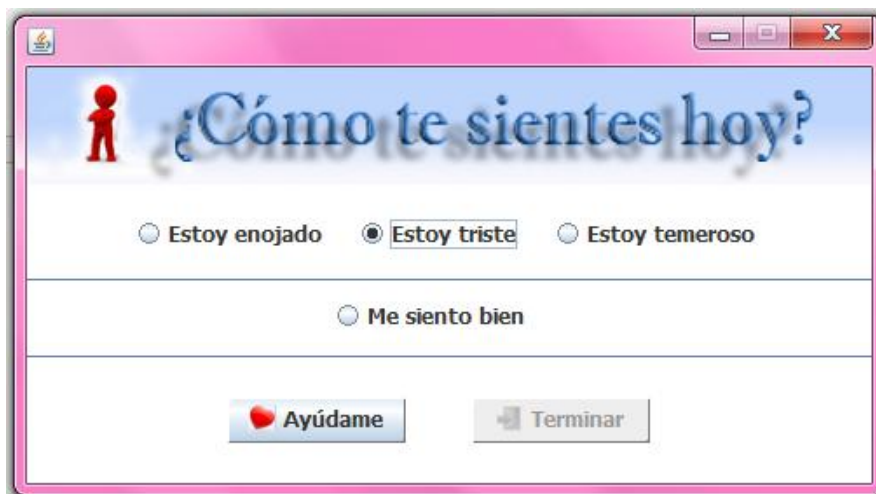 ¿Cómo te sientes hoy?
Estoy enojado Estoy triste Estoy temeroso
Me siento bien
Ayúdame Terminar